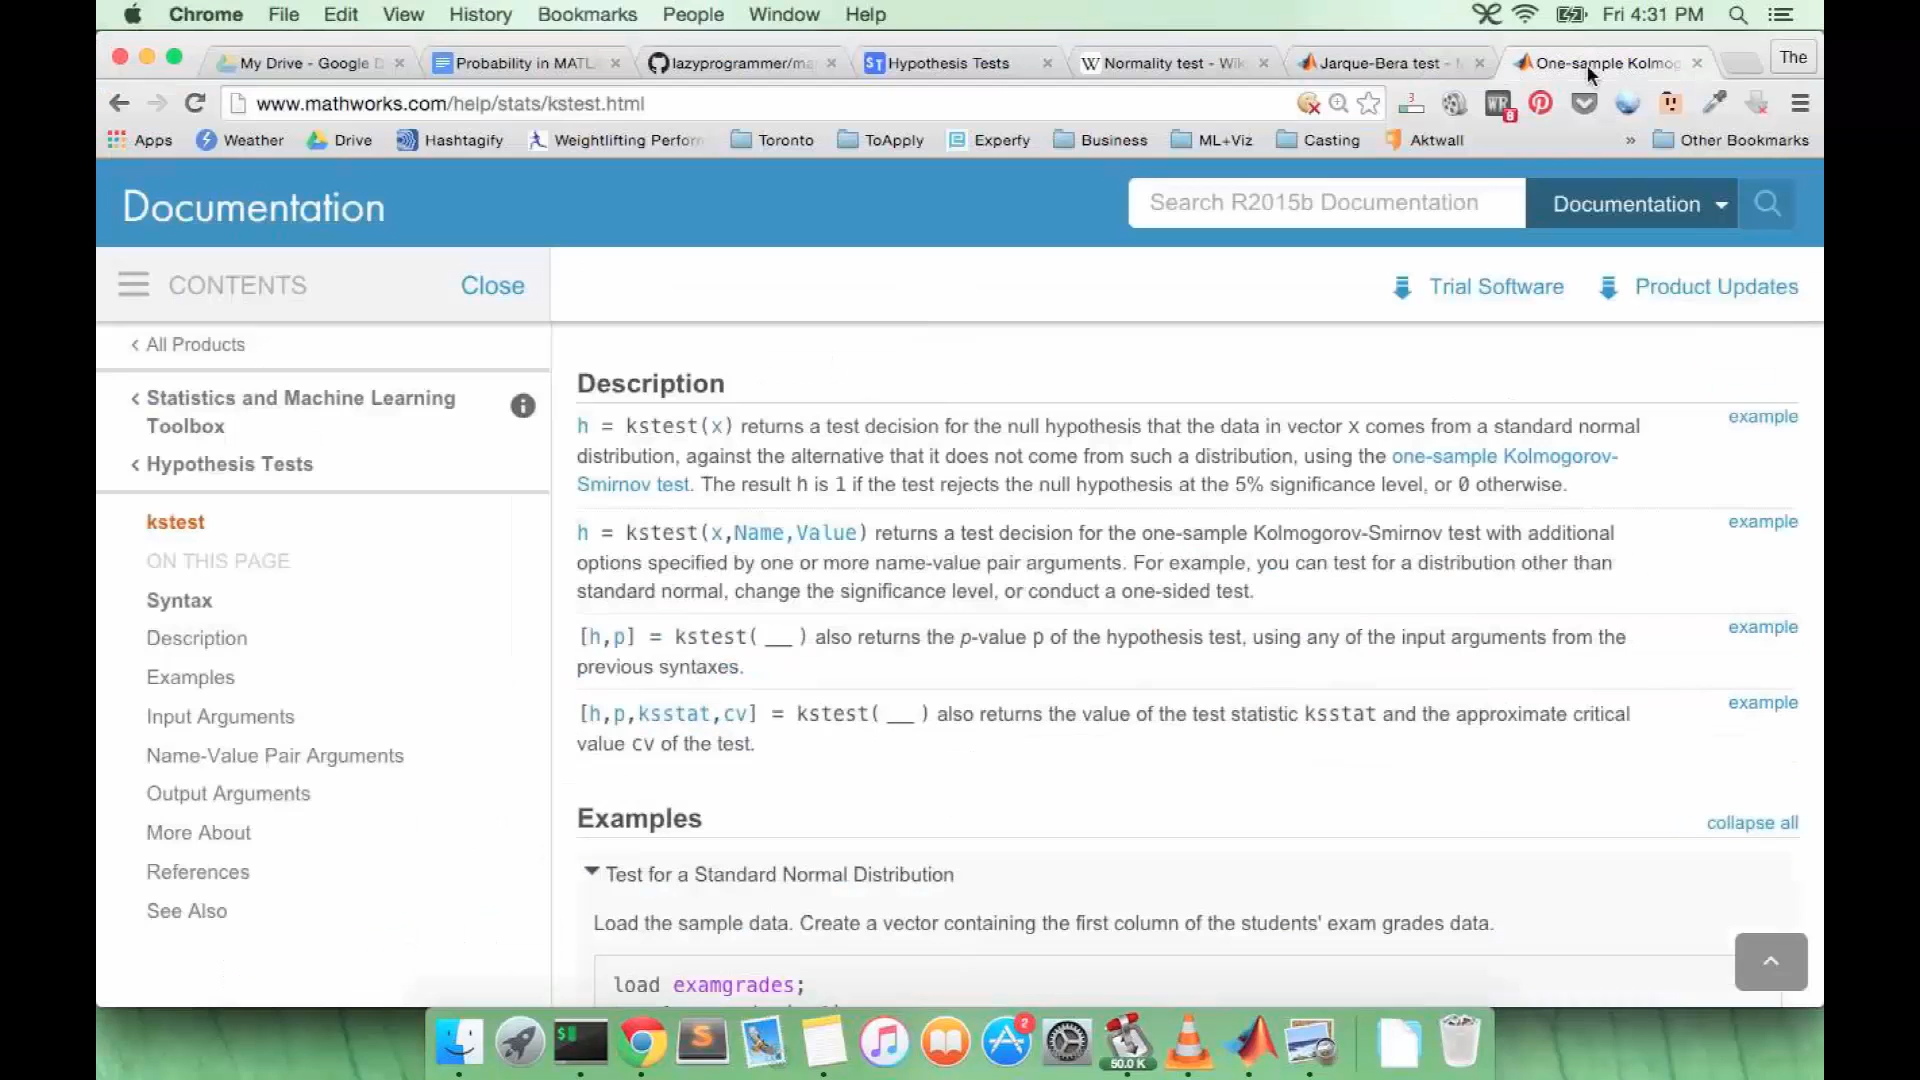 Chrome File Edit View History Bookmarks People Window Help Fri 4:31 PM
My Drive - Google D Probability in MATL lazyprogrammer/ma ST Hypothesis Tests W Normality test - Wik Jarque-Bera test - One-sample Kolmog The
www.mathworks.com/help/stats/kstest.html 3 WR 8
Apps Weather Drive Hashtagify Weightlifting Perfor Toronto ToApply Experfy Business ML+Viz Casting Aktwall » Other Bookmarks
Documentation
Search R2015b Documentation Documentation
CONTENTS Close
Trial Software Product Updates
All Products
Statistics and Machine Learning
Toolbox
Hypothesis Tests
kstest
ON THIS PAGE
Syntax
Description
Examples
Input Arguments
Name-Value Pair Arguments
Output Arguments
More About
References
See Also
Description
h = kstest(x) returns a test decision for the null hypothesis that the data in vector x comes from a standard normal example
distribution, against the alternative that it does not come from such a distribution, using the one-sample Kolmogorov-
Smirnov test. The result h is 1 if the test rejects the null hypothesis at the 5% significance level, or 0 otherwise.
h = kstest(x,Name,Value) returns a test decision for the one-sample Kolmogorov-Smirnov test with additional example
options specified by one or more name-value pair arguments. For example, you can test for a distribution other than
standard normal, change the significance level, or conduct a one-sided test.
[h,p] = kstest( __ ) also returns the p-value p of the hypothesis test, using any of the input arguments from the example
previous syntaxes.
[h,p,ksstat,cv] = kstest( __ ) also returns the value of the test statistic ksstat and the approximate critical example
value cv of the test.
Examples collapse all
Test for a Standard Normal Distribution
Load the sample data. Create a vector containing the first column of the students' exam grades data.
load examgrades;
$ S 2 50.0 K